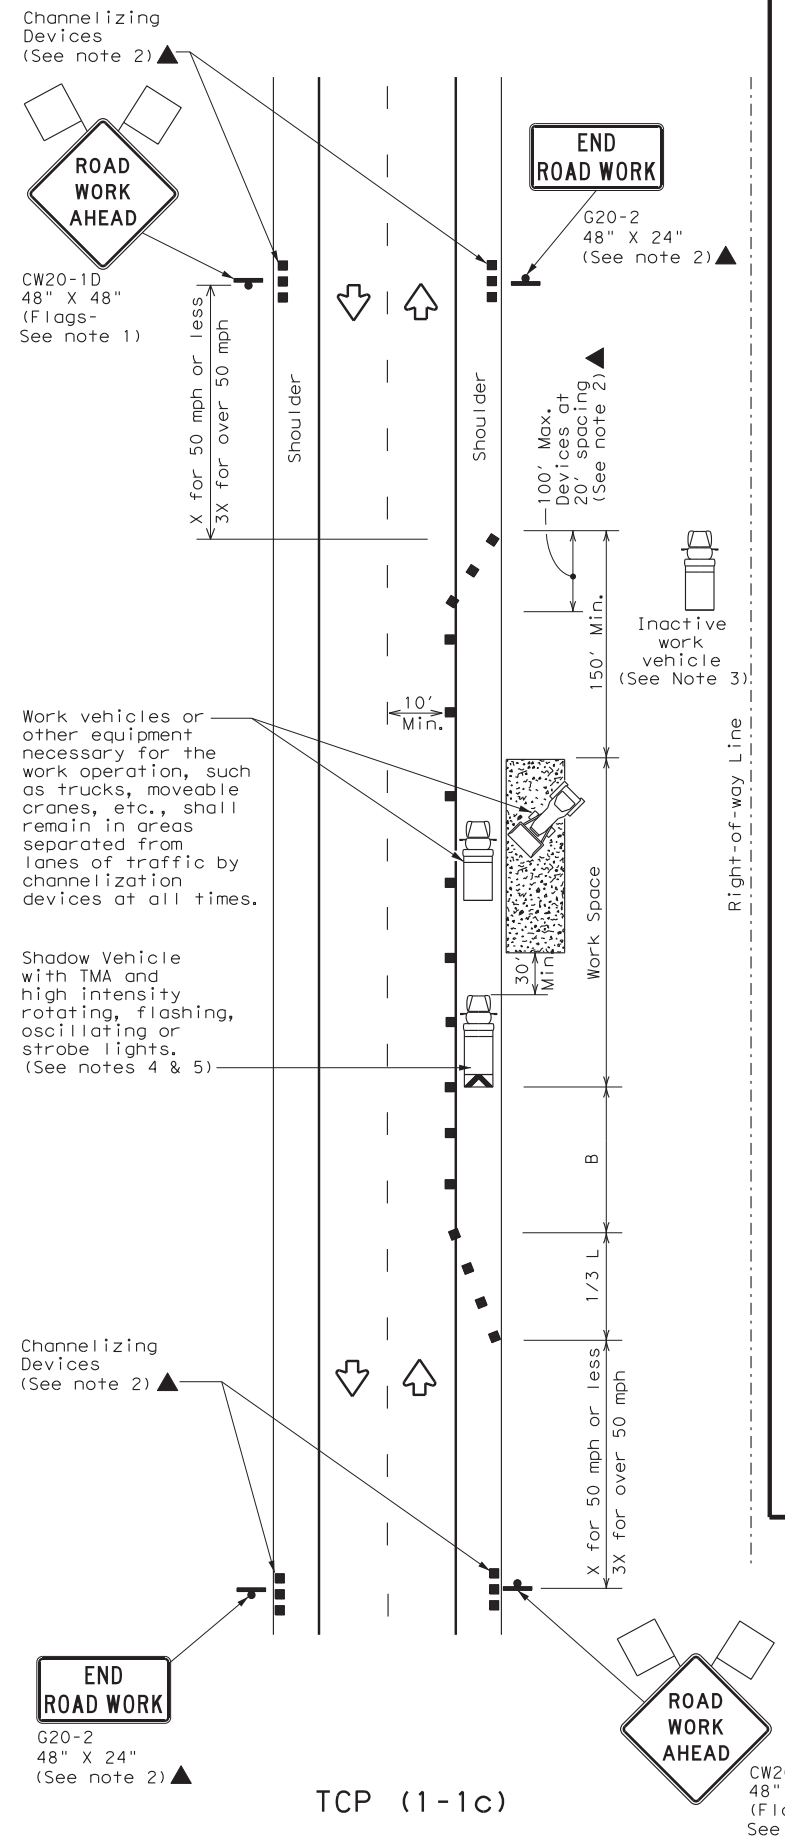 Channelizing
Devices
(See note 2)
ROAD
WORK
AHEAD
CW20-1D
48" X 48"
(Flags-
See note 1)
END
ROAD WORK
G20-2
48" X 24"
(See note 2)
X for 50 mph or less
3X for over 50 mph
Shoulder
Shoulder
100' Max.
Devices at
20' spacing
(See note 2)
150' Min.
Inactive
work
vehicle
(See Note 3)
10'
Min.
Right-of-way Line
Work vehicles or
other equipment
necessary for the
work operation, such
as trucks, moveable
cranes, etc., shall
remain in areas
separated from
lanes of traffic by
channelization
devices at all times.
Work Space
30'
Min.
Shadow Vehicle
with TMA and
high intensity
rotating, flashing,
oscillating or
strobe lights.
(See notes 4 & 5)
B
1/3 L
Channelizing
Devices
(See note 2)
X for 50 mph or less
3X for over 50 mph
END
ROAD WORK
G20-2
48" X 24"
(See note 2)
ROAD
WORK
AHEAD
48"
See
TCP (1-1c)